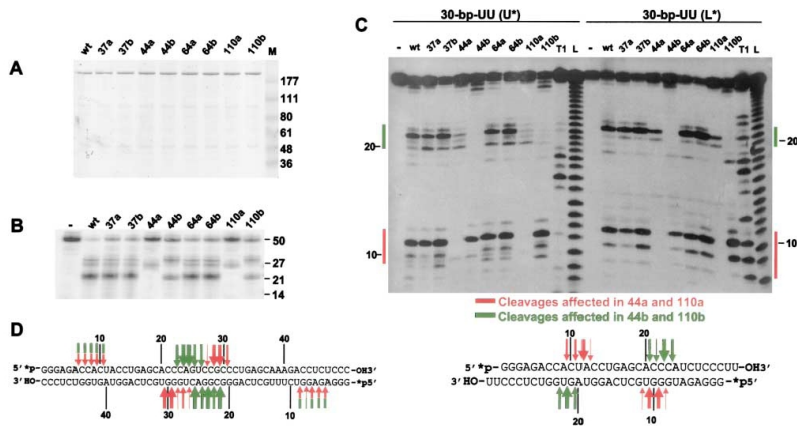 A
wt 37a 37b 44a 44b 64a 64b 110a 110b M
177
111
80
61
48
36
B
- wt 37a 37b 44a 44b 64a 64b 110a 110b
50
27
21
14
C
30-bp-UU (U*) 30-bp-UU (L*)
- wt 37a 37b 44a 44b 64a 64b 110a 110b T1 L - wt 37a 37b 44a 44b 64a 64b 110a 110b T1 L
20 20
10 10
Cleavages affected in 44a and 110a
Cleavages affected in 44b and 110b
D
10 20 30 40
5'*p- GGGAGACCACUACCUGAGCACCCAGUCCGCCCUGAGCAAAGACCUCUCCC -OH3'
3'HO- CCCUCUGGUGAUGGACUCGUGGGUCAGGCGGGACUCGUUUCUGGAGAGGG -*p5'
40 30 20 10
10 20
5'*p- GGGAGACCACUACCUGAGCACCCAUCUCCCUU -OH3'
3'HO- UUCCCUCUGGUGAUGGACUCGUGGGUAGAGGG -*p5'
20 10